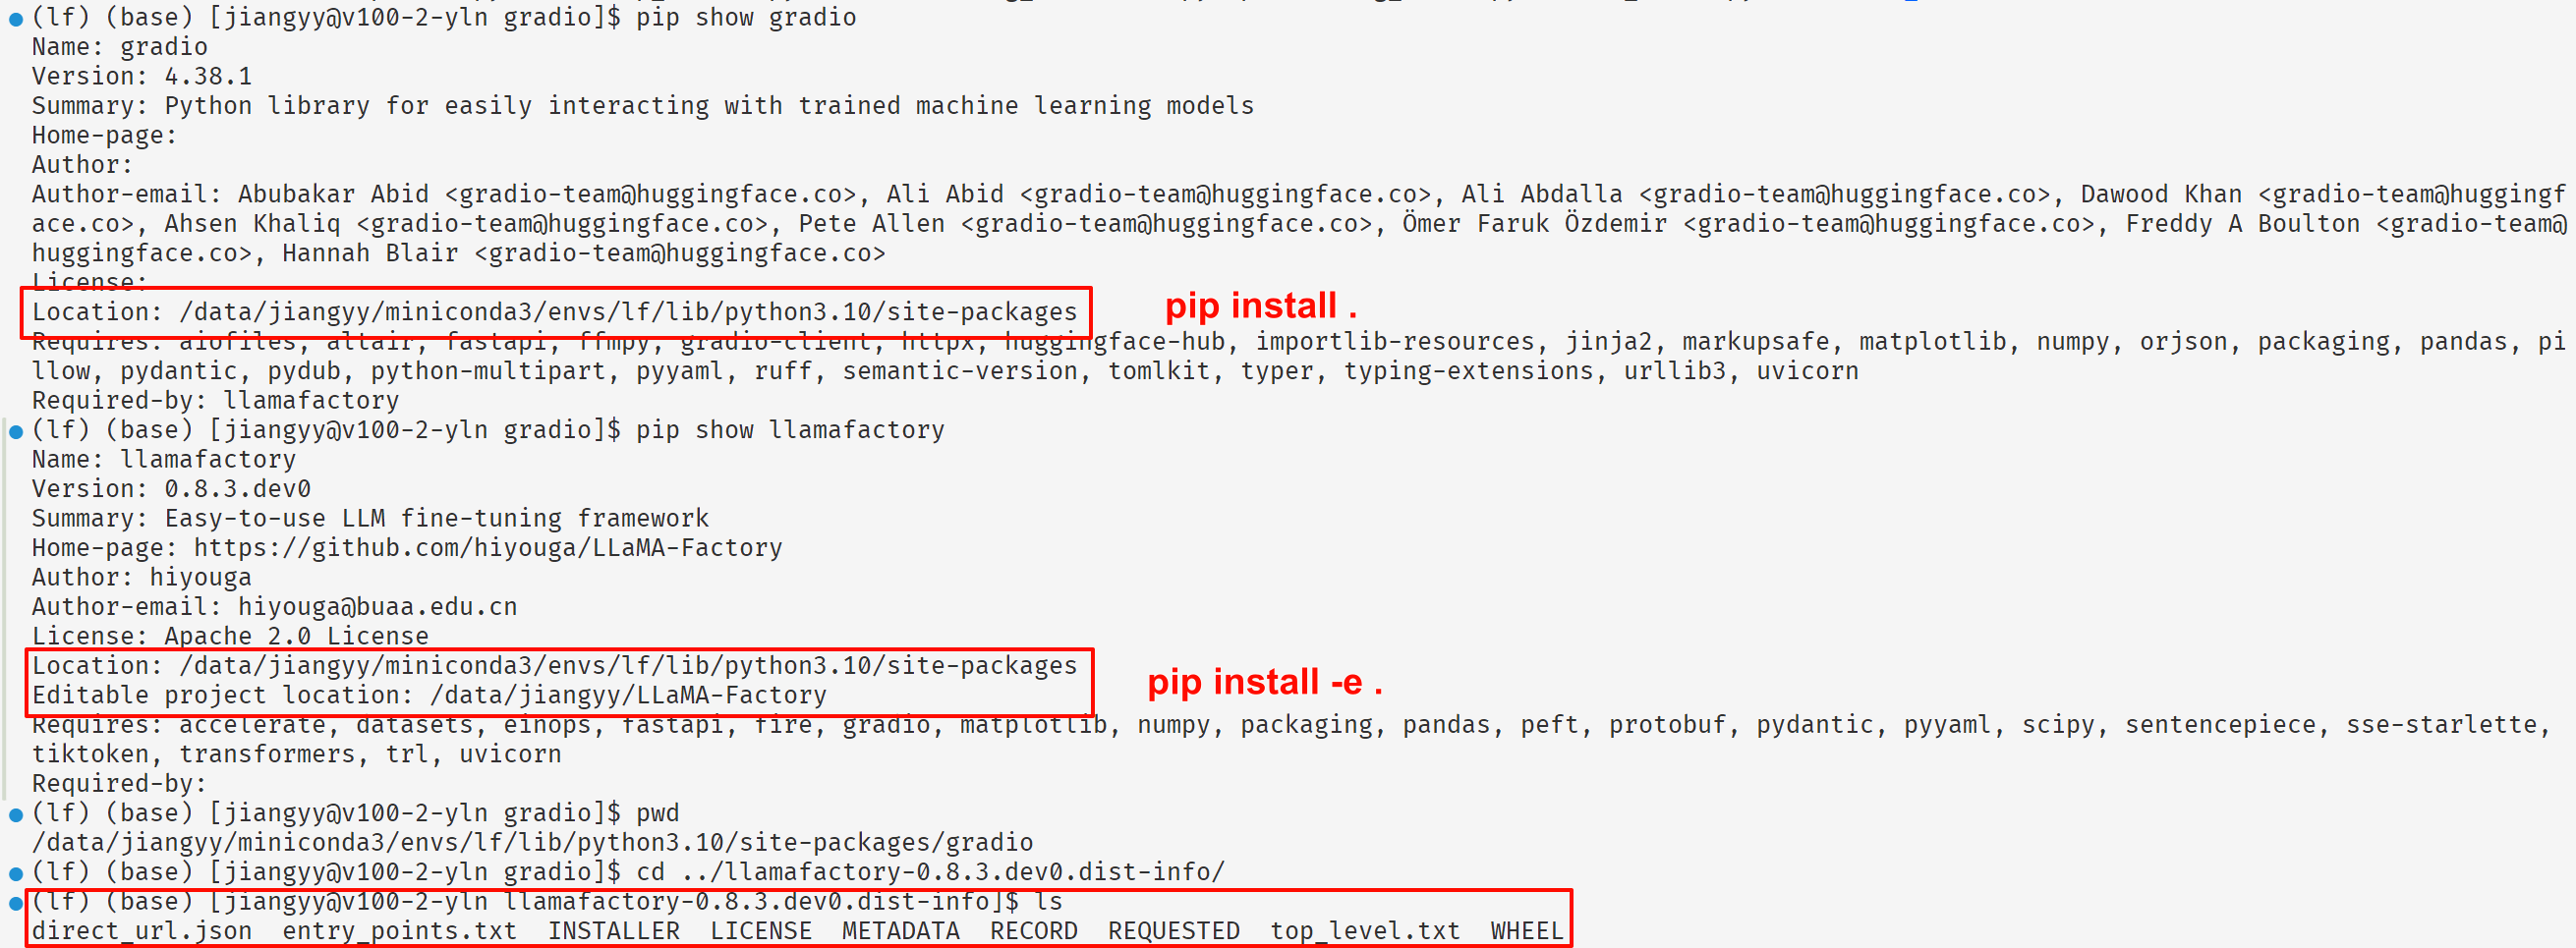 (lf) (base) [jiangyy@v100-2-yln gradio]$ pip show gradio
Name: gradio
Version: 4.38.1
Summary: Python library for easily interacting with trained machine learning models
Home-page:
Author:
Author-email: Abubakar Abid <gradio-team@huggingface.co>, Ali Abid <gradio-team@huggingface.co>, Ali Abdalla <gradio-team@huggingface.co>, Dawood Khan <gradio-team@huggingf
ace.co>, Ahsen Khaliq <gradio-team@huggingface.co>, Pete Allen <gradio-team@huggingface.co>, Ömer Faruk Özdemir <gradio-team@huggingface.co>, Freddy A Boulton <gradio-team@
huggingface.co>, Hannah Blair <gradio-team@huggingface.co>
License:
Location: /data/jiangyy/miniconda3/envs/lf/lib/python3.10/site-packages
pip install .
Requires: aiofiles, altair, fastapi, ffmpy, gradio-client, httpx, huggingface-hub, importlib-resources, jinja2, markupsafe, matplotlib, numpy, orjson, packaging, pandas, pi
llow, pydantic, pydub, python-multipart, pyyaml, ruff, semantic-version, tomlkit, typer, typing-extensions, urllib3, uvicorn
Required-by: llamafactory
(lf) (base) [jiangyy@v100-2-yln gradio]$ pip show llamafactory
Name: llamafactory
Version: 0.8.3.dev0
Summary: Easy-to-use LLM fine-tuning framework
Home-page: https://github.com/hiyouga/LLaMA-Factory
Author: hiyouga
Author-email: hiyouga@buaa.edu.cn
License: Apache 2.0 License
Location: /data/jiangyy/miniconda3/envs/lf/lib/python3.10/site-packages
pip install -e .
Editable project location: /data/jiangyy/LLaMA-Factory
Requires: accelerate, datasets, einops, fastapi, fire, gradio, matplotlib, numpy, packaging, pandas, peft, protobuf, pydantic, pyyaml, scipy, sentencepiece, sse-starlette,
tiktoken, transformers, trl, uvicorn
Required-by:
(lf) (base) [jiangyy@v100-2-yln gradio]$ pwd
/data/jiangyy/miniconda3/envs/lf/lib/python3.10/site-packages/gradio
(lf) (base) [jiangyy@v100-2-yln gradio]$ cd ../llamafactory-0.8.3.dev0.dist-info/
(lf) (base) [jiangyy@v100-2-yln llamafactory-0.8.3.dev0.dist-info]$ ls
direct_url.json  entry_points.txt  INSTALLER  LICENSE  METADATA  RECORD  REQUESTED  top_level.txt  WHEEL